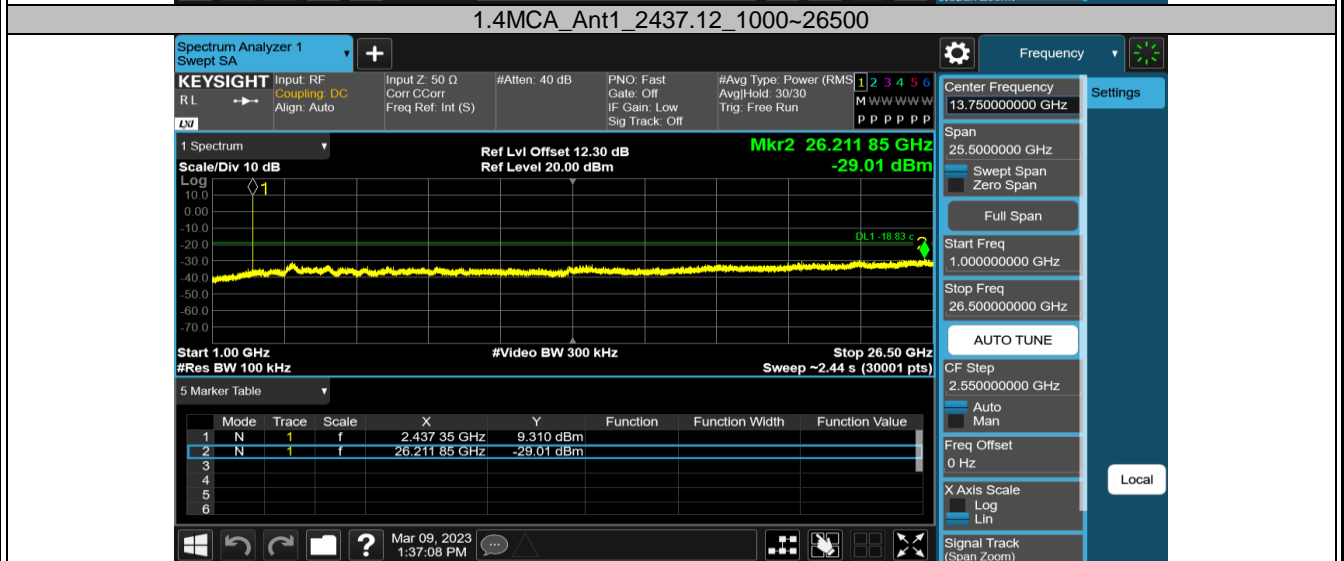 1.4MCA_Ant1_2437.12_1000~26500
Spectrum Analyzer 1
Swept SA
+
Frequency
KEYSIGHT
R L
LXI
Input: RF
Coupling: DC
Align: Auto
Input Z: 50 Ω
Corr CCorr
Freq Ref: Int (S)
#Atten: 40 dB
PNO: Fast
Gate: Off
IF Gain: Low
Sig Track: Off
#Avg Type: Power (RMS
Avg|Hold: 30/30
Trig: Free Run
1 2 3 4 5 6
M W W W W W
P P P P P P
1 Spectrum
Scale/Div 10 dB
Ref Lvl Offset 12.30 dB
Ref Level 20.00 dBm
Mkr2 26.211 85 GHz
-29.01 dBm
Log
10.0
0.00
-10.0
-20.0
-30.0
-40.0
-50.0
-60.0
-70.0
1
DL1 -18.83
2
Start 1.00 GHz
#Res BW 100 kHz
#Video BW 300 kHz
Stop 26.50 GHz
Sweep ~2.44 s (30001 pts)
5 Marker Table
Mode Trace Scale X Y Function Function Width Function Value
1 N 1 f 2.437 35 GHz 9.310 dBm
2 N 1 f 26.211 85 GHz -29.01 dBm
3
4
5
6
?
Mar 09, 2023
1:37:08 PM
Center Frequency
13.750000000 GHz
Settings
Span
25.5000000 GHz
Swept Span
Zero Span
Full Span
Start Freq
1.000000000 GHz
Stop Freq
26.500000000 GHz
AUTO TUNE
CF Step
2.550000000 GHz
Auto
Man
Freq Offset
0 Hz
X Axis Scale
Log
Lin
Local
Signal Track
(Span Zoom)